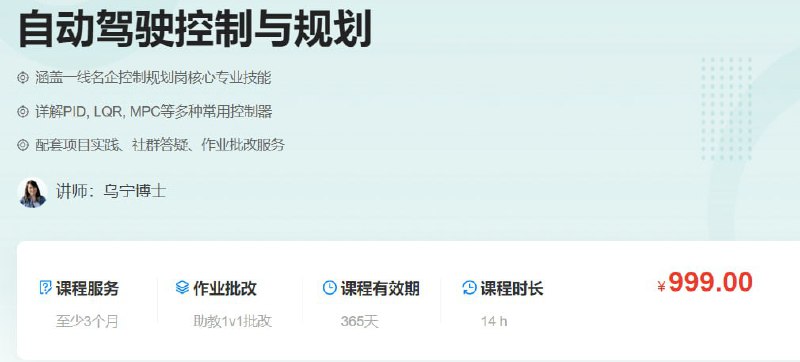 自动驾驶控制与规划
涵盖一线名企控制规划岗核心专业技能
详解PID, LQR, MPC等多种常用控制器
配套项目实践、社群答疑、作业批改服务
讲师：乌宁博士
课程服务 作业批改 课程有效期 课程时长 ¥999.00
至少3个月 助教1v1批改 365天 14 h